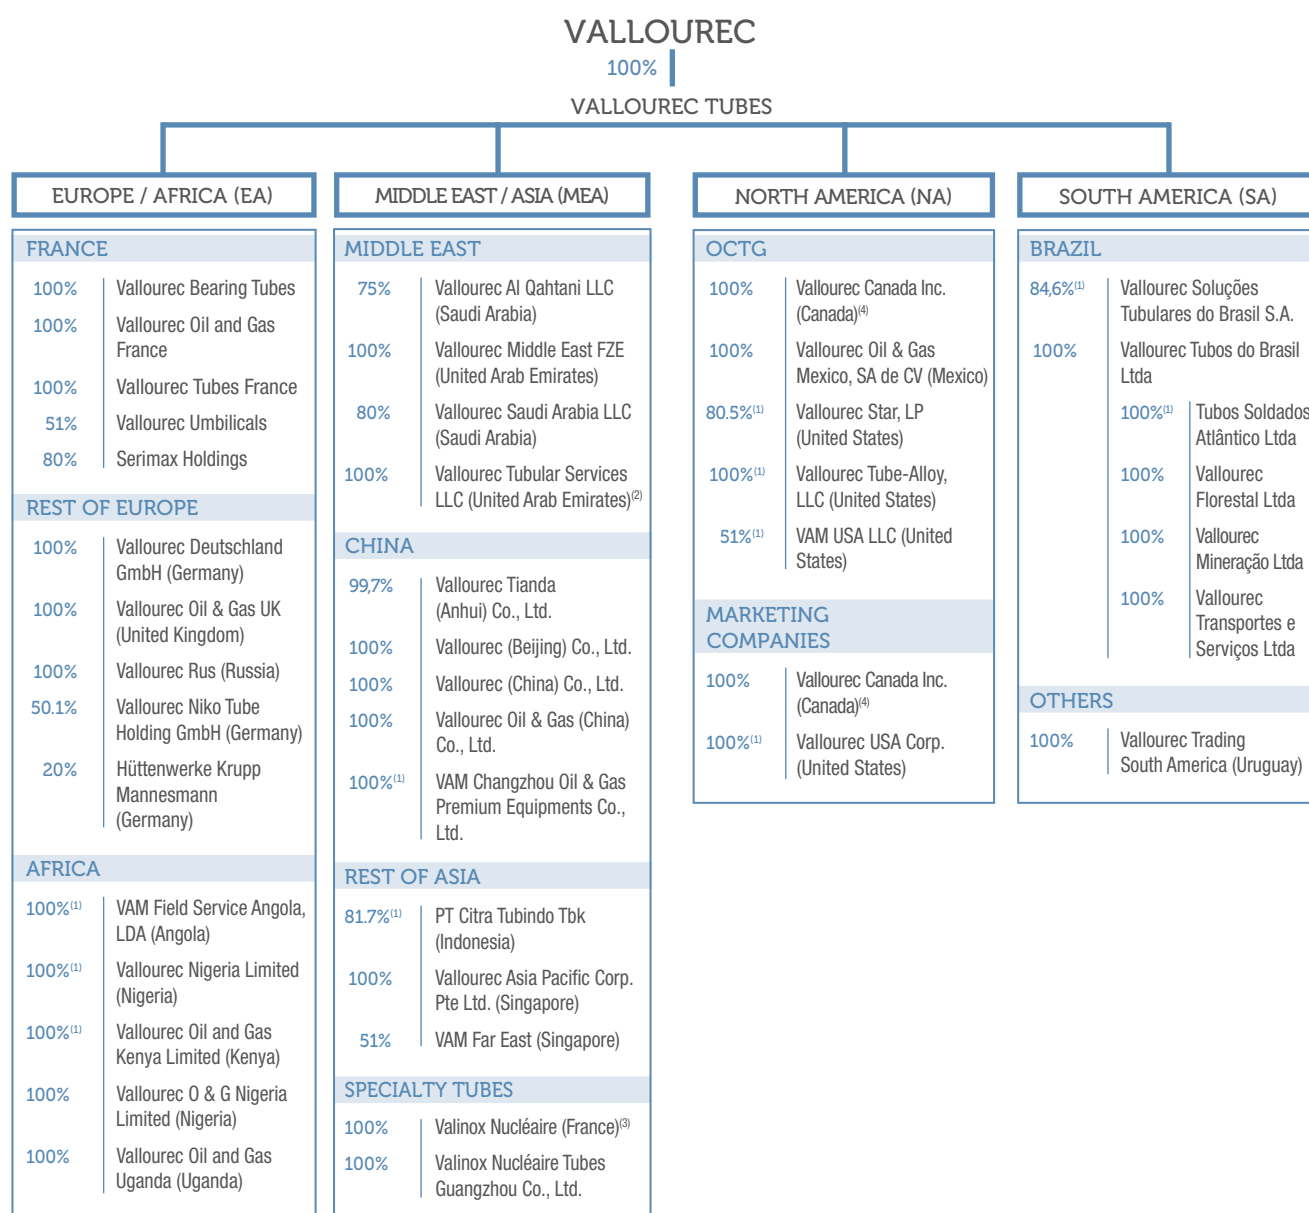 VALLOUREC
100%
VALLOUREC TUBES
EUROPE / AFRICA (EA)
FRANCE
100% Vallourec Bearing Tubes
100% Vallourec Oil and Gas
France
100% Vallourec Tubes France
51% Vallourec Umbilicals
80% Serimax Holdings
REST OF EUROPE
100% Vallourec Deutschland
GmbH (Germany)
100% Vallourec Oil & Gas UK
(United Kingdom)
100% Vallourec Rus (Russia)
50.1% Vallourec Niko Tube
Holding GmbH (Germany)
20% Hüttenwerke Krupp
Mannesmann
(Germany)
AFRICA
100%(1) VAM Field Service Angola,
LDA (Angola)
100%(1) Vallourec Nigeria Limited
(Nigeria)
100%(1) Vallourec Oil and Gas
Kenya Limited (Kenya)
100% Vallourec O & G Nigeria
Limited (Nigeria)
100% Vallourec Oil and Gas
Uganda (Uganda)
MIDDLE EAST / ASIA (MEA)
MIDDLE EAST
75% Vallourec Al Qahtani LLC
(Saudi Arabia)
100% Vallourec Middle East FZE
(United Arab Emirates)
80% Vallourec Saudi Arabia LLC
(Saudi Arabia)
100% Vallourec Tubular Services
LLC (United Arab Emirates)(2)
CHINA
99,7% Vallourec Tianda
(Anhui) Co., Ltd.
100% Vallourec (Beijing) Co., Ltd.
100% Vallourec (China) Co., Ltd.
100% Vallourec Oil & Gas (China)
Co., Ltd.
100%(1) VAM Changzhou Oil & Gas
Premium Equipments Co.,
Ltd.
REST OF ASIA
81.7%(1) PT Citra Tubindo Tbk
(Indonesia)
100% Vallourec Asia Pacific Corp.
Pte Ltd. (Singapore)
51% VAM Far East (Singapore)
SPECIALTY TUBES
100% Valinox Nucléaire (France)(3)
100% Valinox Nucléaire Tubes
Guangzhou Co., Ltd.
NORTH AMERICA (NA)
OCTG
100% Vallourec Canada Inc.
(Canada)(4)
100% Vallourec Oil & Gas
Mexico, SA de CV (Mexico)
80.5%(1) Vallourec Star, LP
(United States)
100%(1) Vallourec Tube-Alloy,
LLC (United States)
51%(1) VAM USA LLC (United
States)
MARKETING
COMPANIES
100% Vallourec Canada Inc.
(Canada)(4)
100%(1) Vallourec USA Corp.
(United States)
SOUTH AMERICA (SA)
BRAZIL
84,6%(1) Vallourec Soluções
Tubulares do Brasil S.A.
100% Vallourec Tubos do Brasil
Ltda
100%(1) Tubos Soldados
Atlântico Ltda
100% Vallourec
Florestal Ltda
100% Vallourec
Mineração Ltda
100% Vallourec
Transportes e
Serviços Ltda
OTHERS
100% Vallourec Trading
South America (Uruguay)